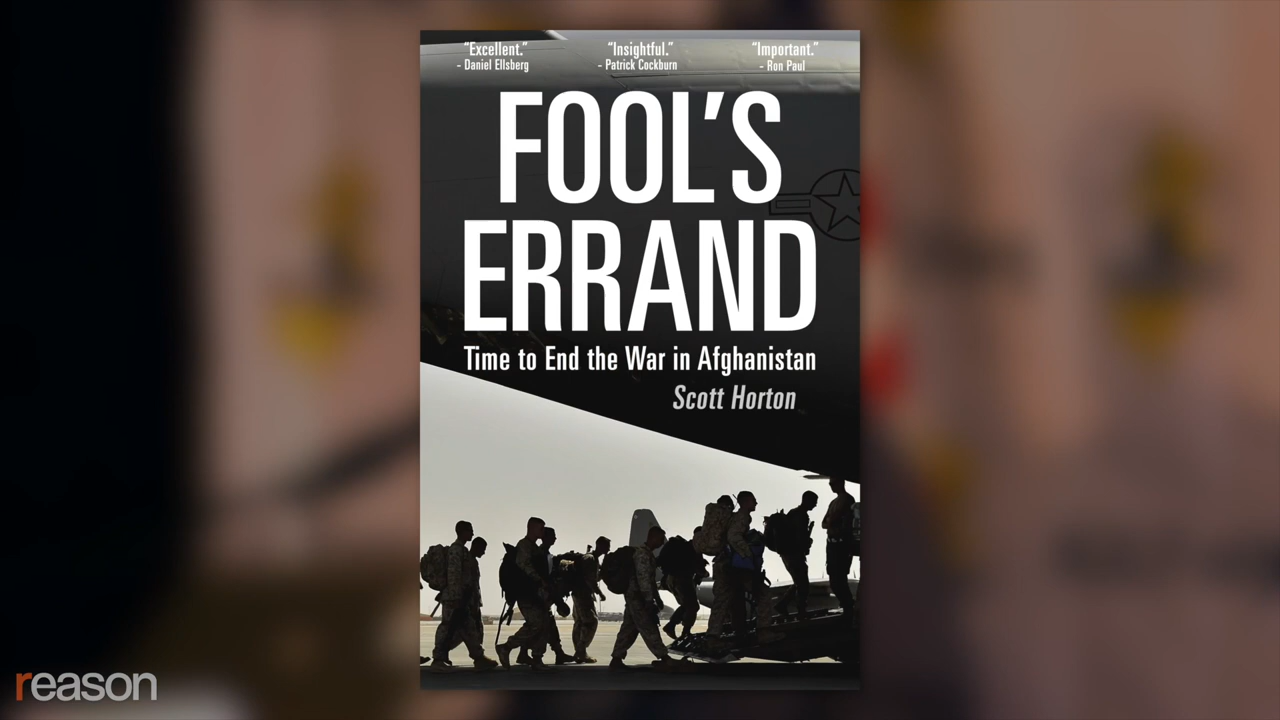 "Excellent."
- Daniel Ellsberg
"Insightful."
- Patrick Cockburn
"Important."
- Ron Paul
FOOL'S
ERRAND
Time to End the War in Afghanistan
Scott Horton
reason